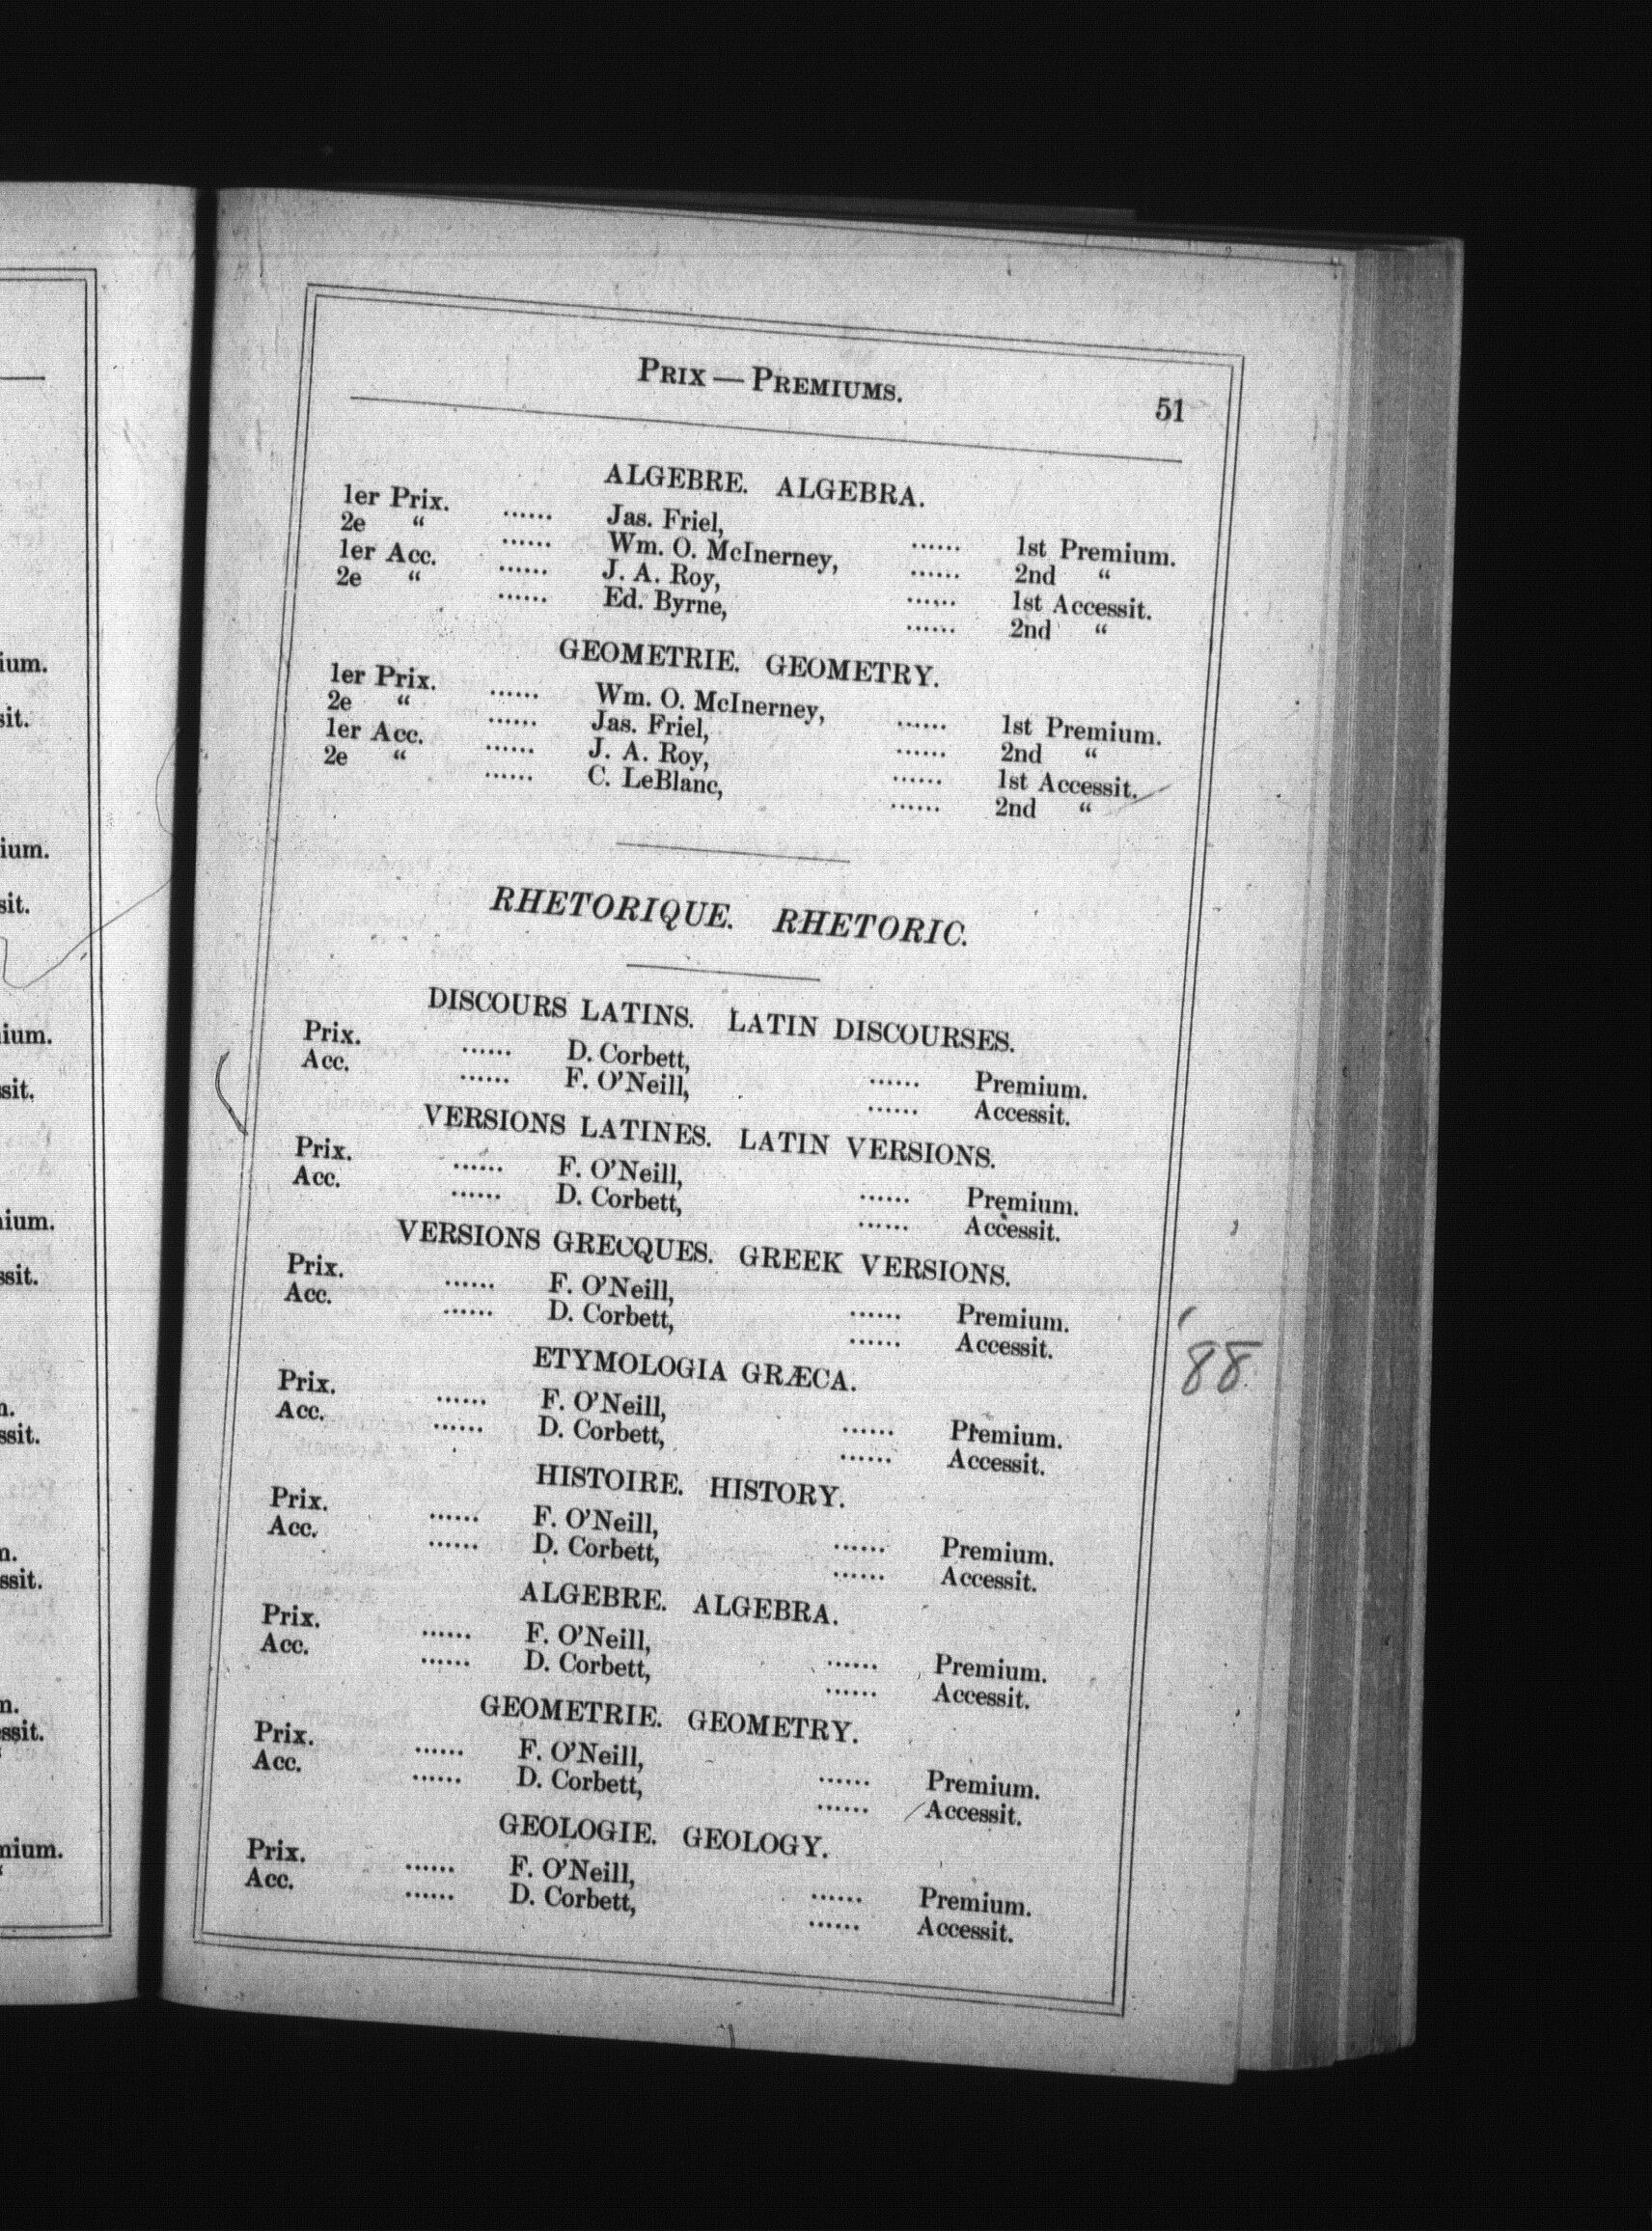 PRIX — PREMIUMS.
51
ALGEBRE. ALGEBRA.
1er Prix. ...... Jas. Friel, ...... 1st Premium.
2e “ ...... Wm. O. McInerney, ...... 2nd “
1er Acc. ...... J. A. Roy, ...... 1st Accessit.
2e “ ...... Ed. Byrne, ...... 2nd “
GEOMETRIE. GEOMETRY.
1er Prix. ...... Wm. O. McInerney, ...... 1st Premium.
2e “ ...... Jas. Friel, ...... 2nd “
1er Acc. ...... J. A. Roy, ...... 1st Accessit.
2e “ ...... C. LeBlanc, ...... 2nd “
RHETORIQUE. RHETORIC.
DISCOURS LATINS. LATIN DISCOURSES.
Prix. ...... D. Corbett, ...... Premium.
Acc. ...... F. O’Neill, ...... Accessit.
VERSIONS LATINES. LATIN VERSIONS.
Prix. ...... F. O’Neill, ...... Premium.
Acc. ...... D. Corbett, ...... Accessit.
VERSIONS GRECQUES. GREEK VERSIONS.
Prix. ...... F. O’Neill, ...... Premium.
Acc. ...... D. Corbett, ...... Accessit.
ETYMOLOGIA GRÆCA.
Prix. ...... F. O’Neill, ...... Premium.
Acc. ...... D. Corbett, ...... Accessit.
HISTOIRE. HISTORY.
Prix. ...... F. O’Neill, ...... Premium.
Acc. ...... D. Corbett, ...... Accessit.
ALGEBRE. ALGEBRA.
Prix. ...... F. O’Neill, ...... Premium.
Acc. ...... D. Corbett, ...... Accessit.
GEOMETRIE. GEOMETRY.
Prix. ...... F. O’Neill, ...... Premium.
Acc. ...... D. Corbett, ...... Accessit.
GEOLOGIE. GEOLOGY.
Prix. ...... F. O’Neill, ...... Premium.
Acc. ...... D. Corbett, ...... Accessit.
'88